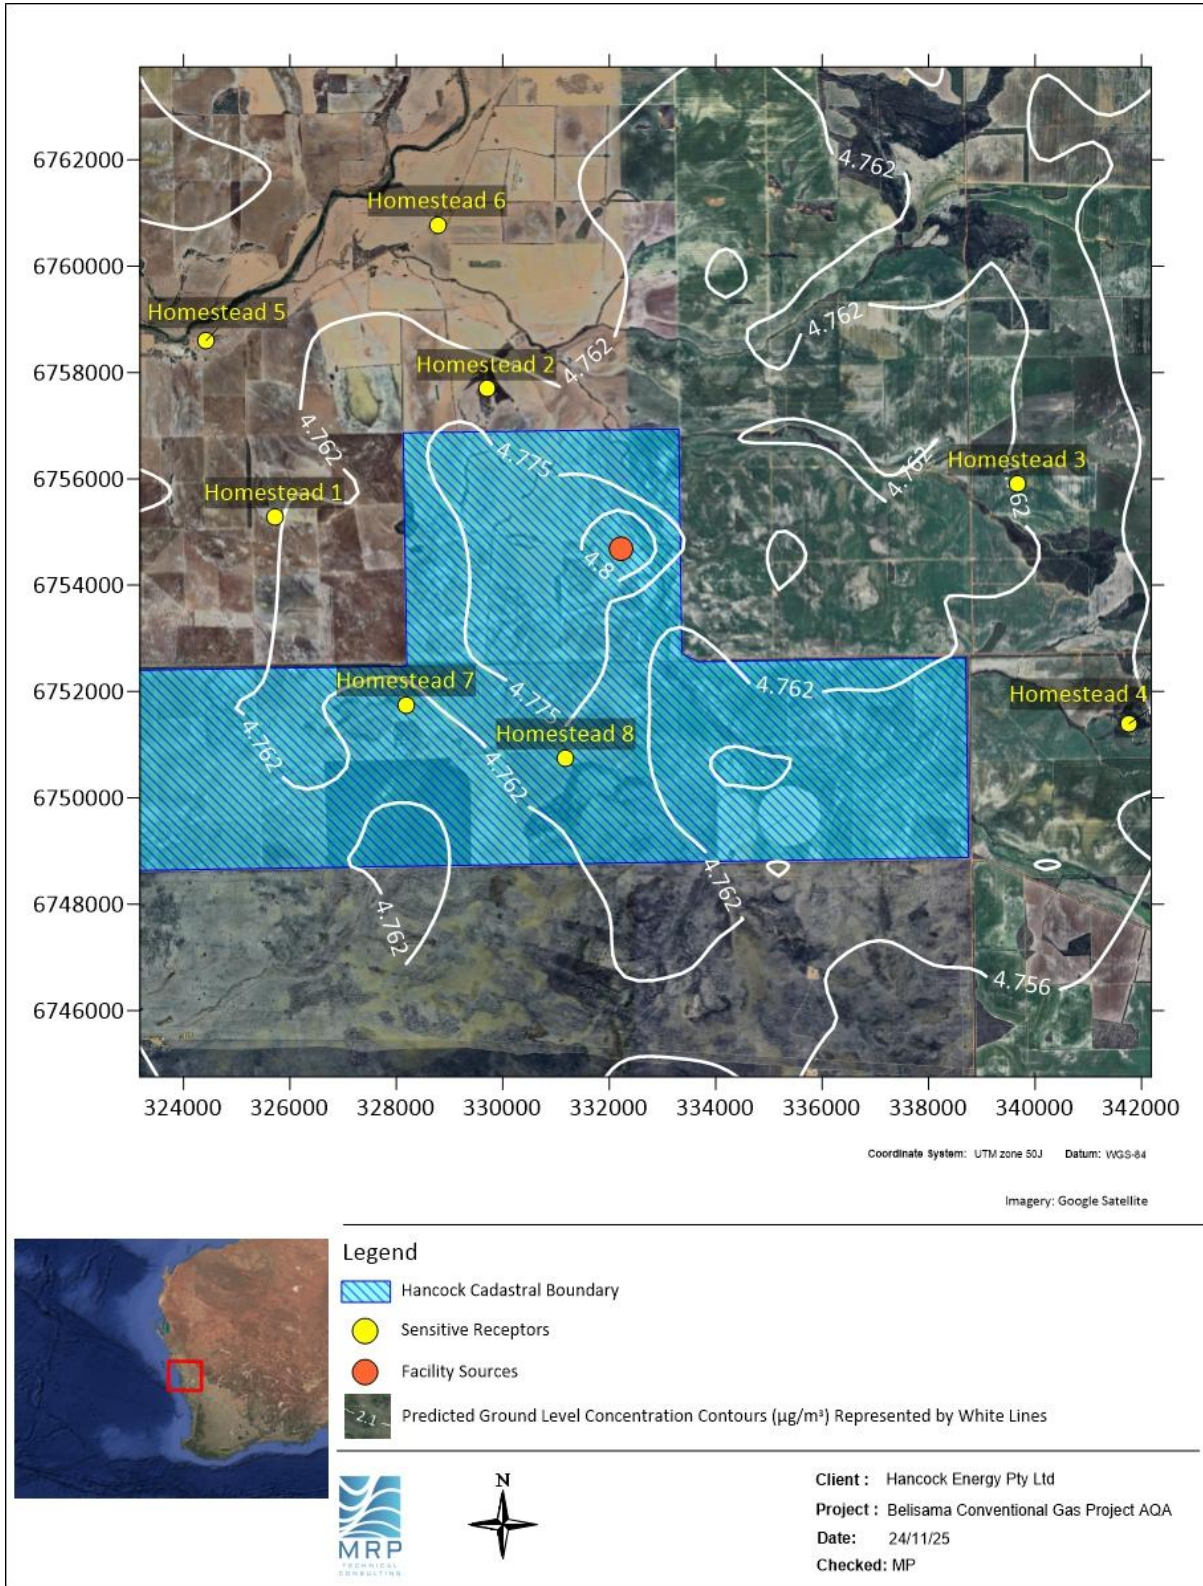 4.762
6762000
Homestead 6
6760000
Homestead 5
4.762
4.762
6758000
Homestead 2
4.762
4.775
4.762
6756000
Homestead 3
Homestead 1
4.762
4.8
6754000
6752000
Homestead 7
4.775
4.762
Homestead 4
Homestead 8
4.762
4.762
6750000
4.762
6748000
4.762
4.756
6746000
324000 326000 328000 330000 332000 334000 336000 338000 340000 342000
Coordinate System: UTM zone 50J Datum: WGS-84
Imagery: Google Satellite
Legend
Hancock Cadastral Boundary
Sensitive Receptors
Facility Sources
2.1
Predicted Ground Level Concentration Contours (µg/m³) Represented by White Lines
N
MRP
TECHNICAL
CONSULTING
Client : Hancock Energy Pty Ltd
Project : Belisama Conventional Gas Project AQA
Date: 24/11/25
Checked: MP